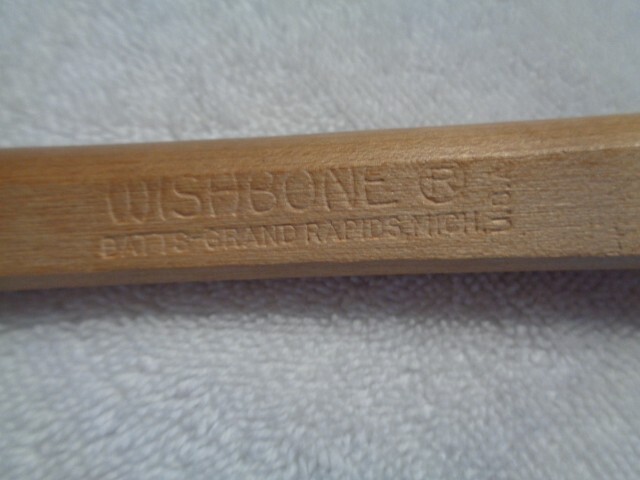 WISHBONE ®
BATTS-GRAND RAPIDS, MICH.
U.S.A.